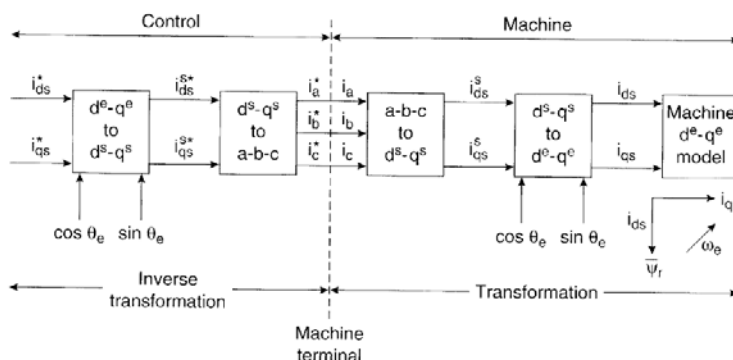 Control
Machine
i*ds
i*qs
dᵉ-qᵉ
to
dˢ-qˢ
iˢ*ds
iˢ*qs
dˢ-qˢ
to
a-b-c
i*a
i*b
i*c
ia
ib
ic
a-b-c
to
dˢ-qˢ
iˢds
iˢqs
dˢ-qˢ
to
dᵉ-qᵉ
ids
iqs
Machine
dᵉ-qᵉ
model
cos θe
sin θe
cos θe
sin θe
ids
iq
ψ̅r
ωe
Inverse
transformation
Transformation
Machine
terminal